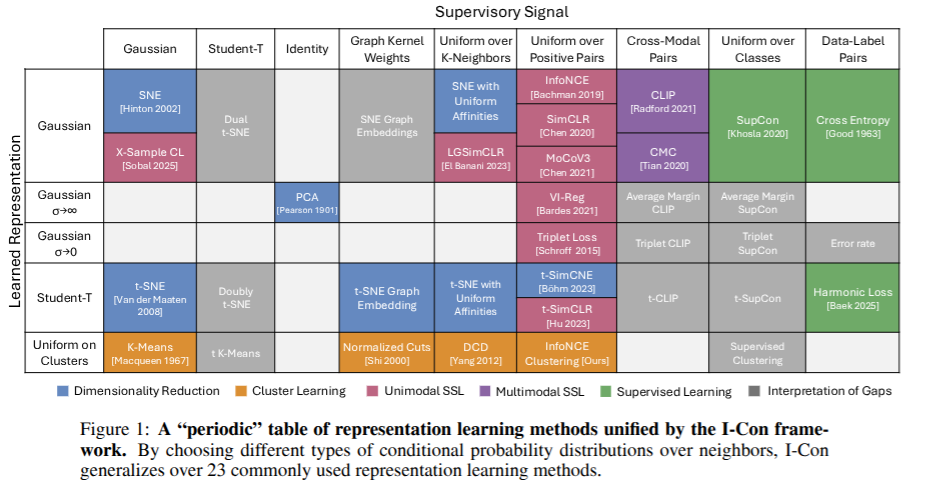 Supervisory Signal
Gaussian
Student-T
Identity
Graph Kernel
Weights
Uniform over
K-Neighbors
Uniform over
Positive Pairs
Cross-Modal
Pairs
Uniform over
Classes
Data-Label
Pairs
Learned Representation
Gaussian
SNE
[Hinton 2002]
X-Sample CL
[Sobal 2025]
Dual
t-SNE
SNE Graph
Embeddings
SNE with
Uniform
Affinities
LGSimCLR
[El Banani 2023]
InfoNCE
[Bachman 2019]
SimCLR
[Chen 2020]
MoCoV3
[Chen 2021]
CLIP
[Radford 2021]
CMC
[Tian 2020]
SupCon
[Khosla 2020]
Cross Entropy
[Good 1963]
Gaussian
σ→∞
PCA
[Pearson 1901]
VI-Reg
[Bardes 2021]
Average Margin
CLIP
Average Margin
SupCon
Gaussian
σ→0
Triplet Loss
[Schroff 2015]
Triplet CLIP
Triplet
SupCon
Error rate
Student-T
t-SNE
[Van der Maaten
2008]
Doubly
t-SNE
t-SNE Graph
Embedding
t-SNE with
Uniform
Affinities
t-SimCNE
[Böhm 2023]
t-SimCLR
[Hu 2023]
t-CLIP
t-SupCon
Harmonic Loss
[Baek 2025]
Uniform on
Clusters
K-Means
[Macqueen 1967]
t K-Means
Normalized Cuts
[Shi 2000]
DCD
[Yang 2012]
InfoNCE
Clustering [Ours]
Supervised
Clustering
Dimensionality Reduction
Cluster Learning
Unimodal SSL
Multimodal SSL
Supervised Learning
Interpretation of Gaps
Figure 1: A “periodic” table of representation learning methods unified by the I-Con frame-
work. By choosing different types of conditional probability distributions over neighbors, I-Con
generalizes over 23 commonly used representation learning methods.